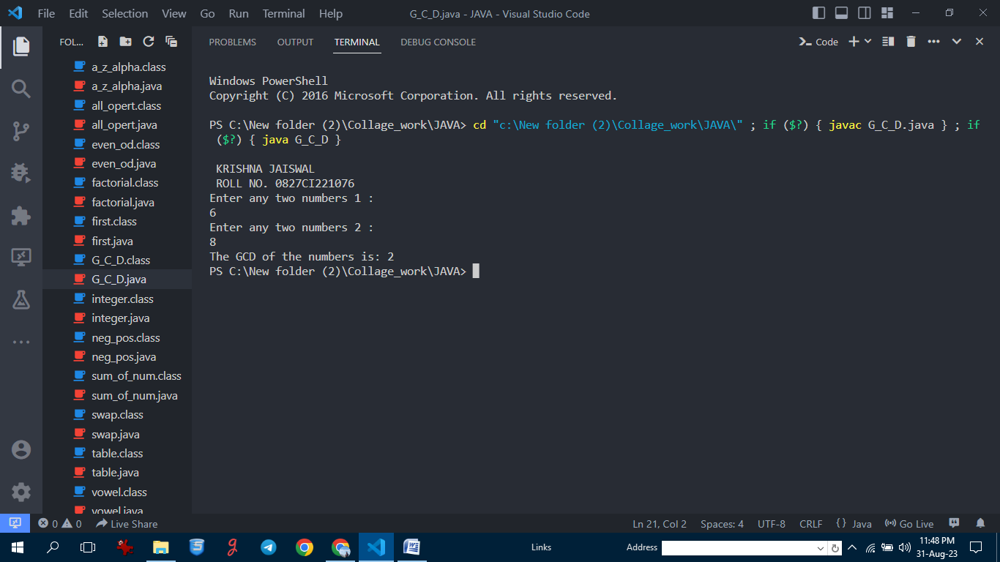 File Edit Selection View Go Run Terminal Help G_C_D.java - JAVA - Visual Studio Code
FOL...
PROBLEMS OUTPUT TERMINAL DEBUG CONSOLE
Code
a_z_alpha.class
a_z_alpha.java
all_opert.class
all_opert.java
even_od.class
even_od.java
factorial.class
factorial.java
first.class
first.java
G_C_D.class
G_C_D.java
integer.class
integer.java
neg_pos.class
neg_pos.java
sum_of_num.class
sum_of_num.java
swap.class
swap.java
table.class
table.java
vowel.class
vowel.java
Windows PowerShell
Copyright (C) 2016 Microsoft Corporation. All rights reserved.
PS C:\New folder (2)\Collage_work\JAVA> cd "c:\New folder (2)\Collage_work\JAVA\" ; if ($?) { javac G_C_D.java } ; if
($?) { java G_C_D }
KRISHNA JAISWAL
ROLL NO. 0827CI221076
Enter any two numbers 1 :
6
Enter any two numbers 2 :
8
The GCD of the numbers is: 2
PS C:\New folder (2)\Collage_work\JAVA>
0 0 Live Share Ln 21, Col 2 Spaces: 4 UTF-8 CRLF {} Java Go Live
Links Address 11:48 PM
31-Aug-23